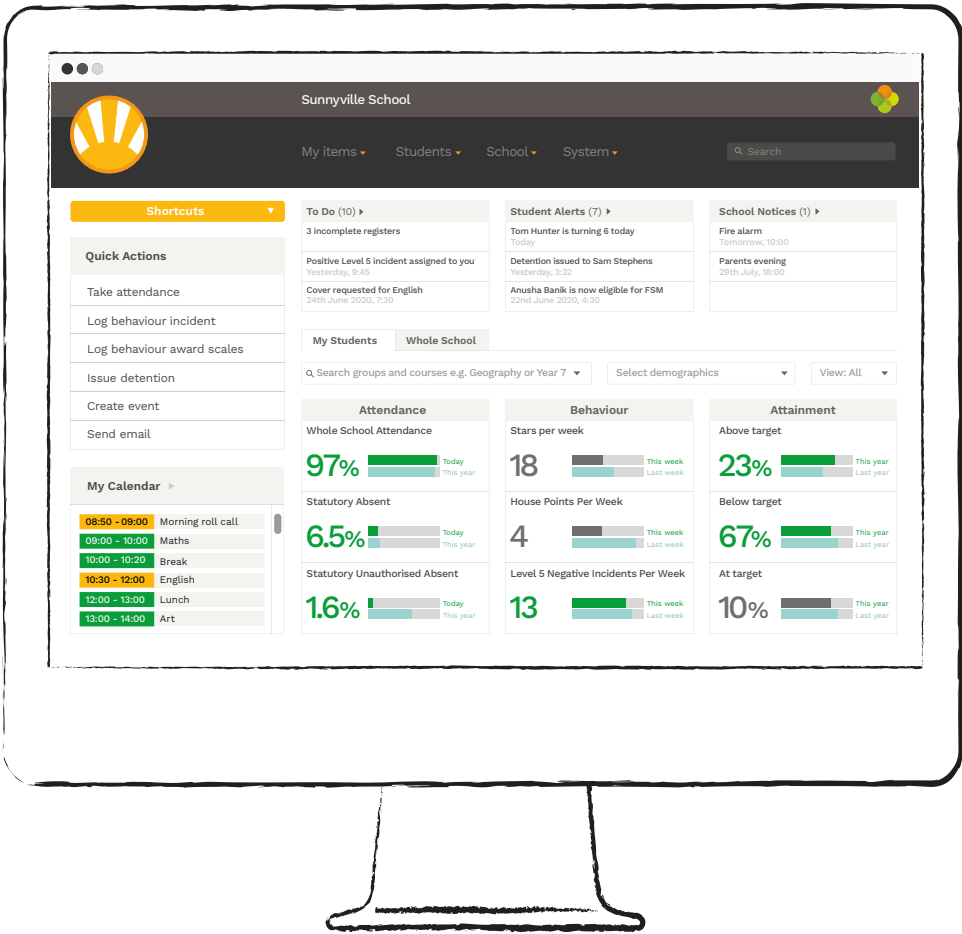 Sunnyville School
My items
Students
School
System
Search
Shortcuts
Quick Actions
Take attendance
Log behaviour incident
Log behaviour award scales
Issue detention
Create event
Send email
My Calendar
08:50 - 09:00 Morning roll call
09:00 - 10:00 Maths
10:00 - 10:20 Break
10:30 - 12:00 English
12:00 - 13:00 Lunch
13:00 - 14:00 Art
To Do (10)
3 incomplete registers
Positive Level 5 incident assigned to you
Yesterday, 9:45
Cover requested for English
24th June 2020, 7:30
Student Alerts (7)
Tom Hunter is turning 6 today
Today
Detention issued to Sam Stephens
Yesterday, 3:32
Anusha Banik is now eligible for FSM
22nd June 2020, 4:30
School Notices (1)
Fire alarm
Tomorrow, 10:00
Parents evening
29th July, 18:00
My Students
Whole School
Search groups and courses e.g. Geography or Year 7
Select demographics
View: All
Attendance
Whole School Attendance
97%
Today
This year
Statutory Absent
6.5%
Today
This year
Statutory Unauthorised Absent
1.6%
Today
This year
Behaviour
Stars per week
18
This week
Last week
House Points Per Week
4
This week
Last week
Level 5 Negative Incidents Per Week
13
This week
Last week
Attainment
Above target
23%
This year
Last year
Below target
67%
This year
Last year
At target
10%
This year
Last year